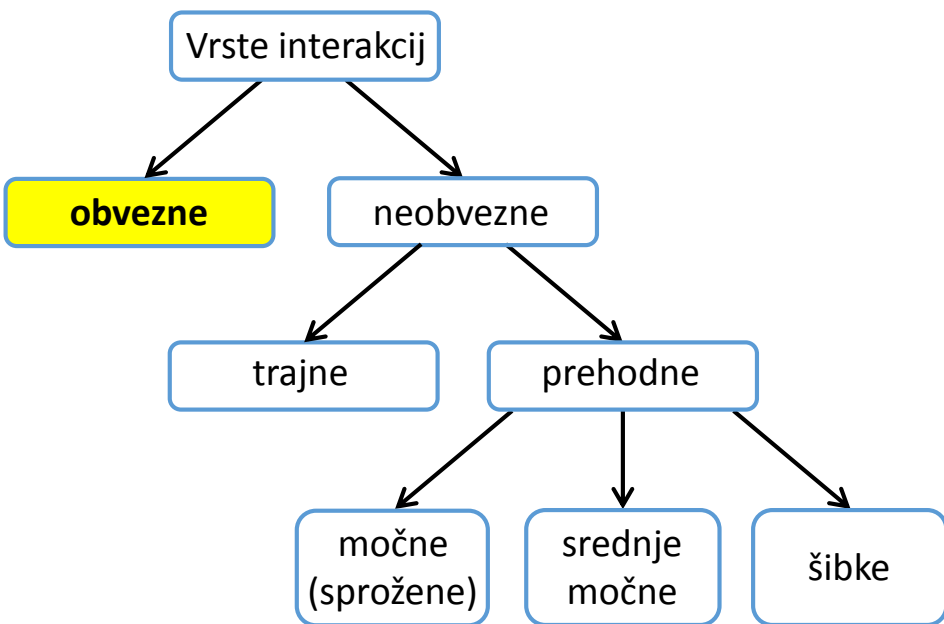 Vrste interakcij
obvezne
neobvezne
trajne
prehodne
močne
(sprožene)
srednje
močne
šibke